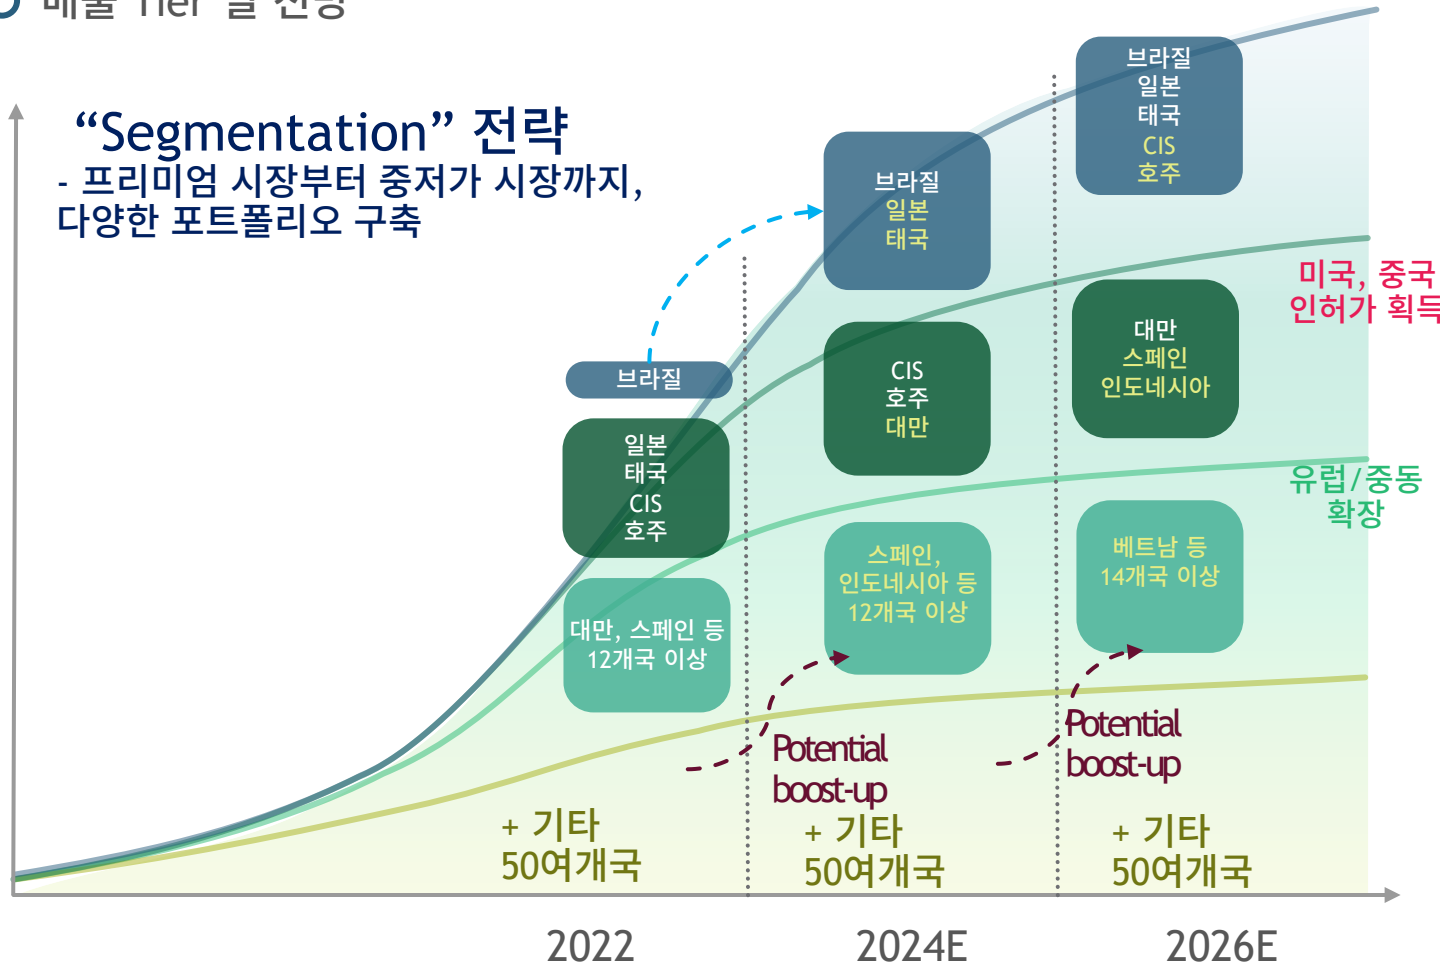 매출 Tier 별 전망
“Segmentation” 전략
- 프리미엄 시장부터 중저가 시장까지,
다양한 포트폴리오 구축
브라질
일본
태국
CIS
호주
대만, 스페인 등
12개국 이상
+ 기타
50여개국
브라질
일본
태국
CIS
호주
대만
스페인,
인도네시아 등
12개국 이상
Potential
boost-up
+ 기타
50여개국
브라질
일본
태국
CIS
호주
대만
스페인
인도네시아
베트남 등
14개국 이상
Potential
boost-up
+ 기타
50여개국
미국, 중국
인허가 획득
유럽/중동
확장
2022
2024E
2026E